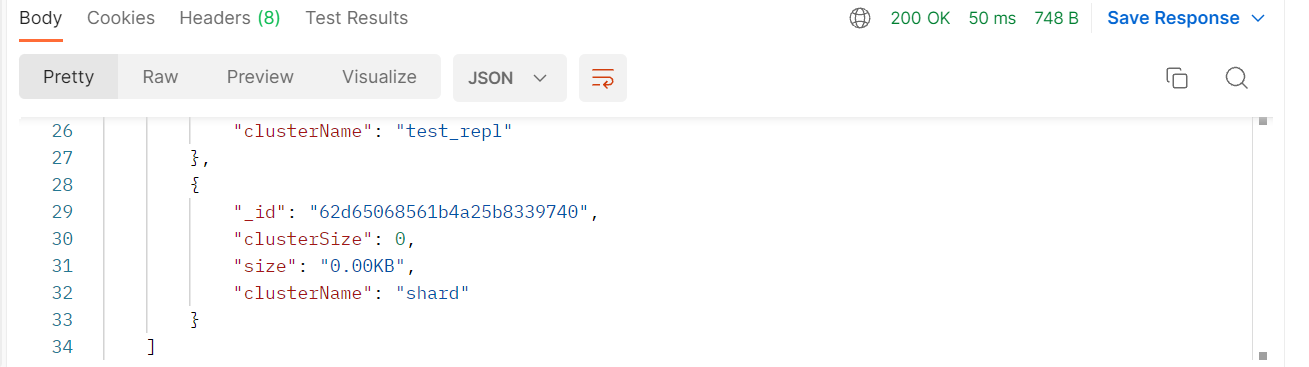 Body Cookies Headers (8) Test Results 200 OK 50 ms 748 B Save Response
Pretty Raw Preview Visualize JSON
26 "clusterName": "test_repl"
27 },
28 {
29 "_id": "62d65068561b4a25b8339740",
30 "clusterSize": 0,
31 "size": "0.00KB",
32 "clusterName": "shard"
33 }
34 ]